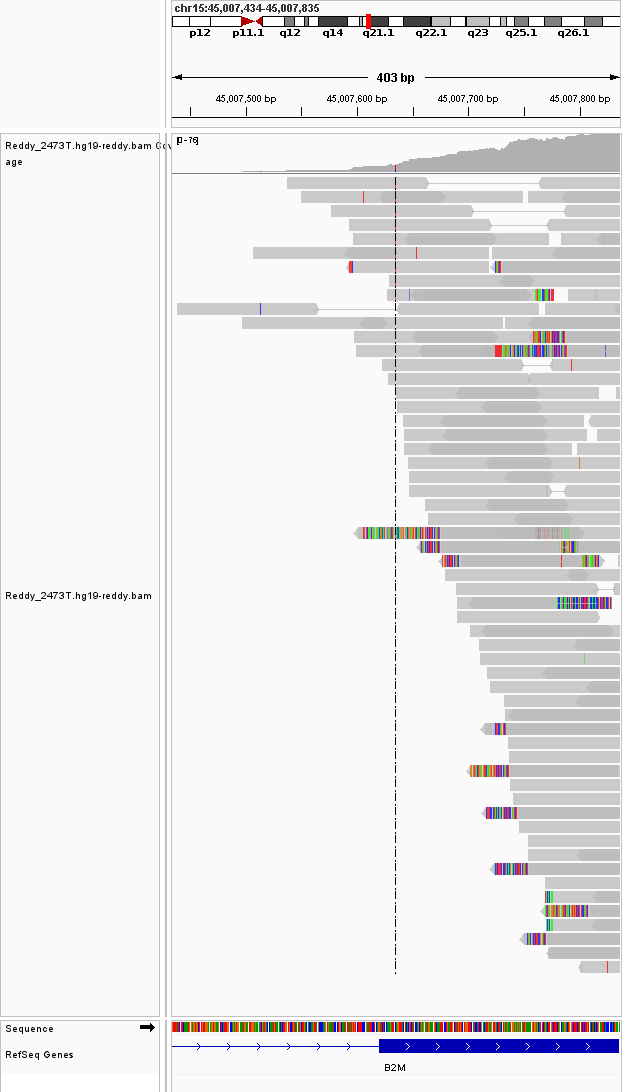 chr15:45,007,434-45,007,835
p12 p11.1 q12 q14 q21.1 q22.1 q23 q25.1 q26.1
403 bp
45,007,500 bp 45,007,600 bp 45,007,700 bp 45,007,800 bp
Reddy_2473T.hg19-reddy.bam Cov
age
[0-76]
Reddy_2473T.hg19-reddy.bam
Sequence
RefSeq Genes
B2M